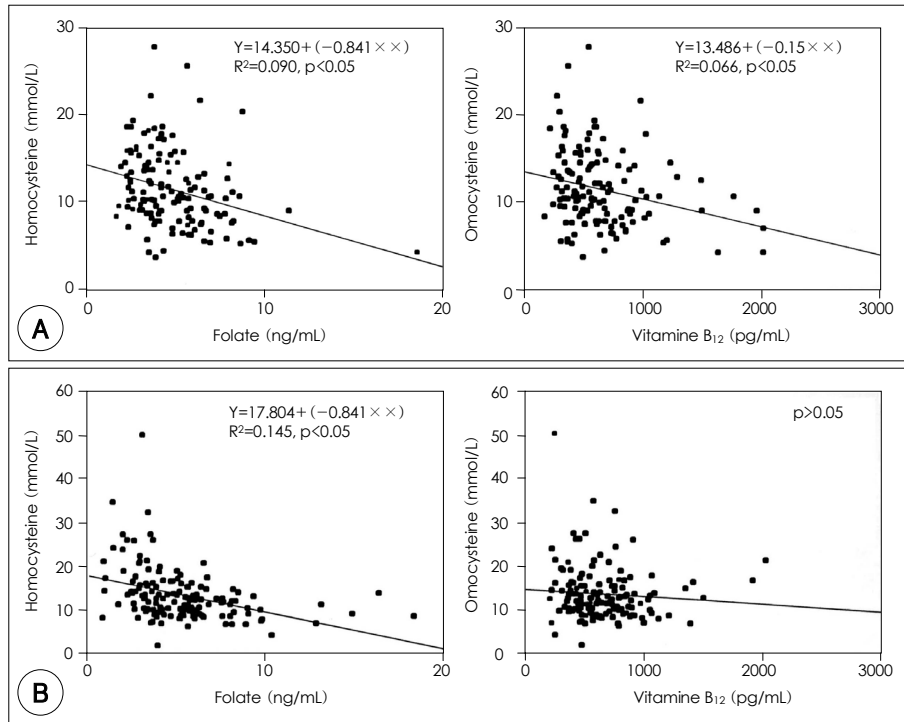 Y=14.350+(−0.841××)
R²=0.090, p<0.05
Homocysteine (mmol/L)
30
20
10
0
0
10
20
Folate (ng/mL)
Y=13.486+(−0.15××)
R²=0.066, p<0.05
Omocysteine (mmol/L)
30
20
10
0
0
1000
2000
3000
Vitamine B₁₂ (pg/mL)
A
Y=17.804+(−0.841××)
R²=0.145, p<0.05
Homocysteine (mmol/L)
60
50
40
30
20
10
0
0
10
20
Folate (ng/mL)
p>0.05
Omocysteine (mmol/L)
60
50
40
30
20
10
0
0
1000
2000
3000
Vitamine B₁₂ (pg/mL)
B